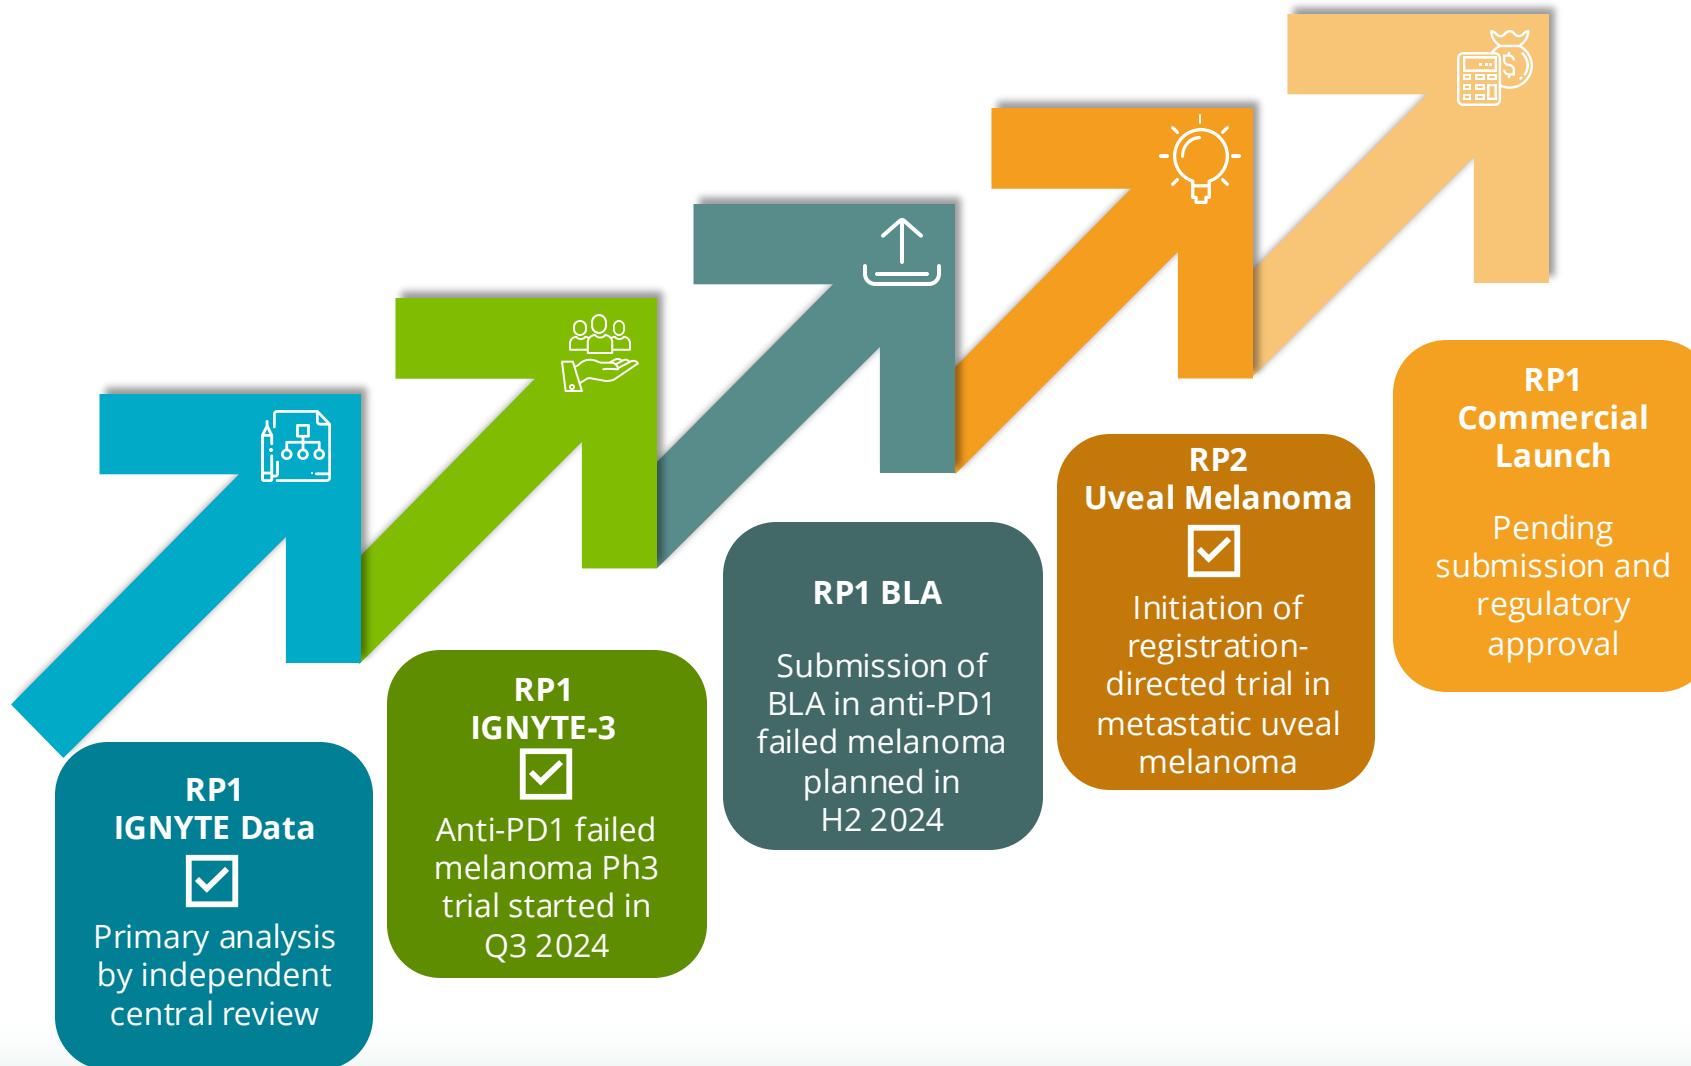 RP1
IGNYTE Data
Primary analysis
by independent
central review
RP1
IGNYTE-3
Anti-PD1 failed
melanoma Ph3
trial started in
Q3 2024
RP1 BLA
Submission of
BLA in anti-PD1
failed melanoma
planned in
H2 2024
RP2
Uveal Melanoma
Initiation of
registration-
directed trial in
metastatic uveal
melanoma
RP1
Commercial
Launch
Pending
submission and
regulatory
approval
$